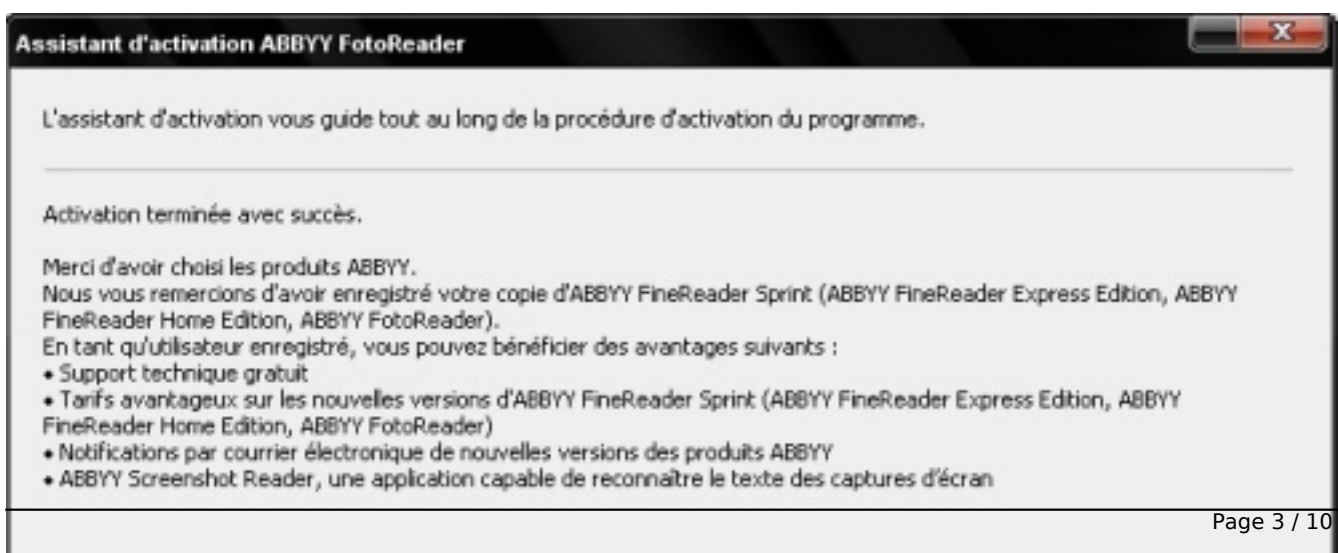 Assistant d'activation ABBYY FotoReader
L'assistant d'activation vous guide tout au long de la procédure d'activation du programme.
Activation terminée avec succès.
Merci d'avoir choisi les produits ABBYY.
Nous vous remercions d'avoir enregistré votre copie d'ABBYY FineReader Sprint (ABBYY FineReader Express Edition, ABBYY
FineReader Home Edition, ABBYY FotoReader).
En tant qu'utilisateur enregistré, vous pouvez bénéficier des avantages suivants :
• Support technique gratuit
• Tarifs avantageux sur les nouvelles versions d'ABBYY FineReader Sprint (ABBYY FineReader Express Edition, ABBYY
FineReader Home Edition, ABBYY FotoReader)
• Notifications par courrier électronique de nouvelles versions des produits ABBYY
• ABBYY Screenshot Reader, une application capable de reconnaître le texte des captures d'écran
Page 3 / 10